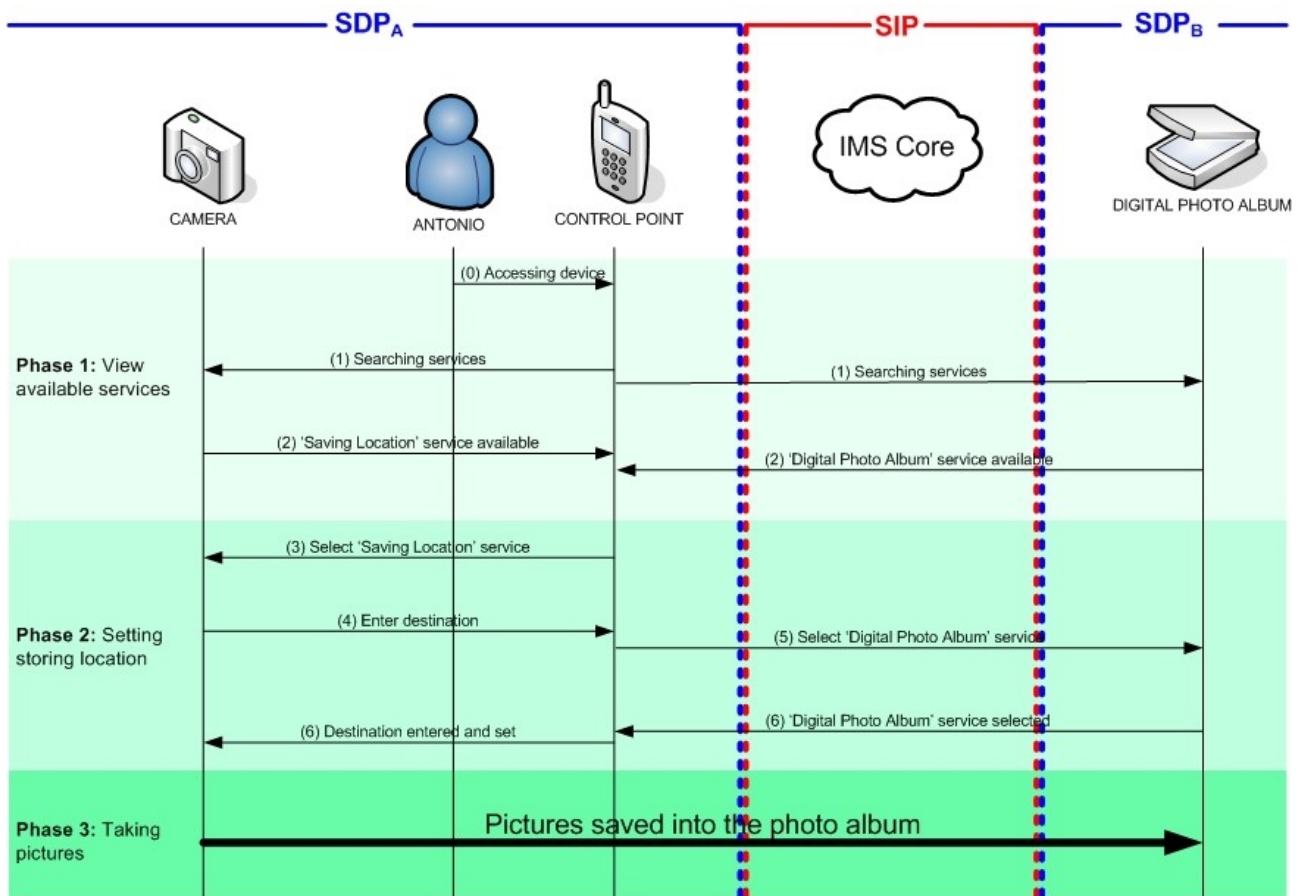 SDPA SIP SDPB
IMS Core
CAMERA
ANTONIO
CONTROL POINT
DIGITAL PHOTO ALBUM
(0) Accessing device
Phase 1: View
available services
(1) Searching services
(1) Searching services
(2) 'Saving Location' service available
(2) 'Digital Photo Album' service available
(3) Select 'Saving Location' service
Phase 2: Setting
storing location
(4) Enter destination
(5) Select 'Digital Photo Album' service
(6) 'Digital Photo Album' service selected
(6) Destination entered and set
Phase 3: Taking
pictures
Pictures saved into the photo album